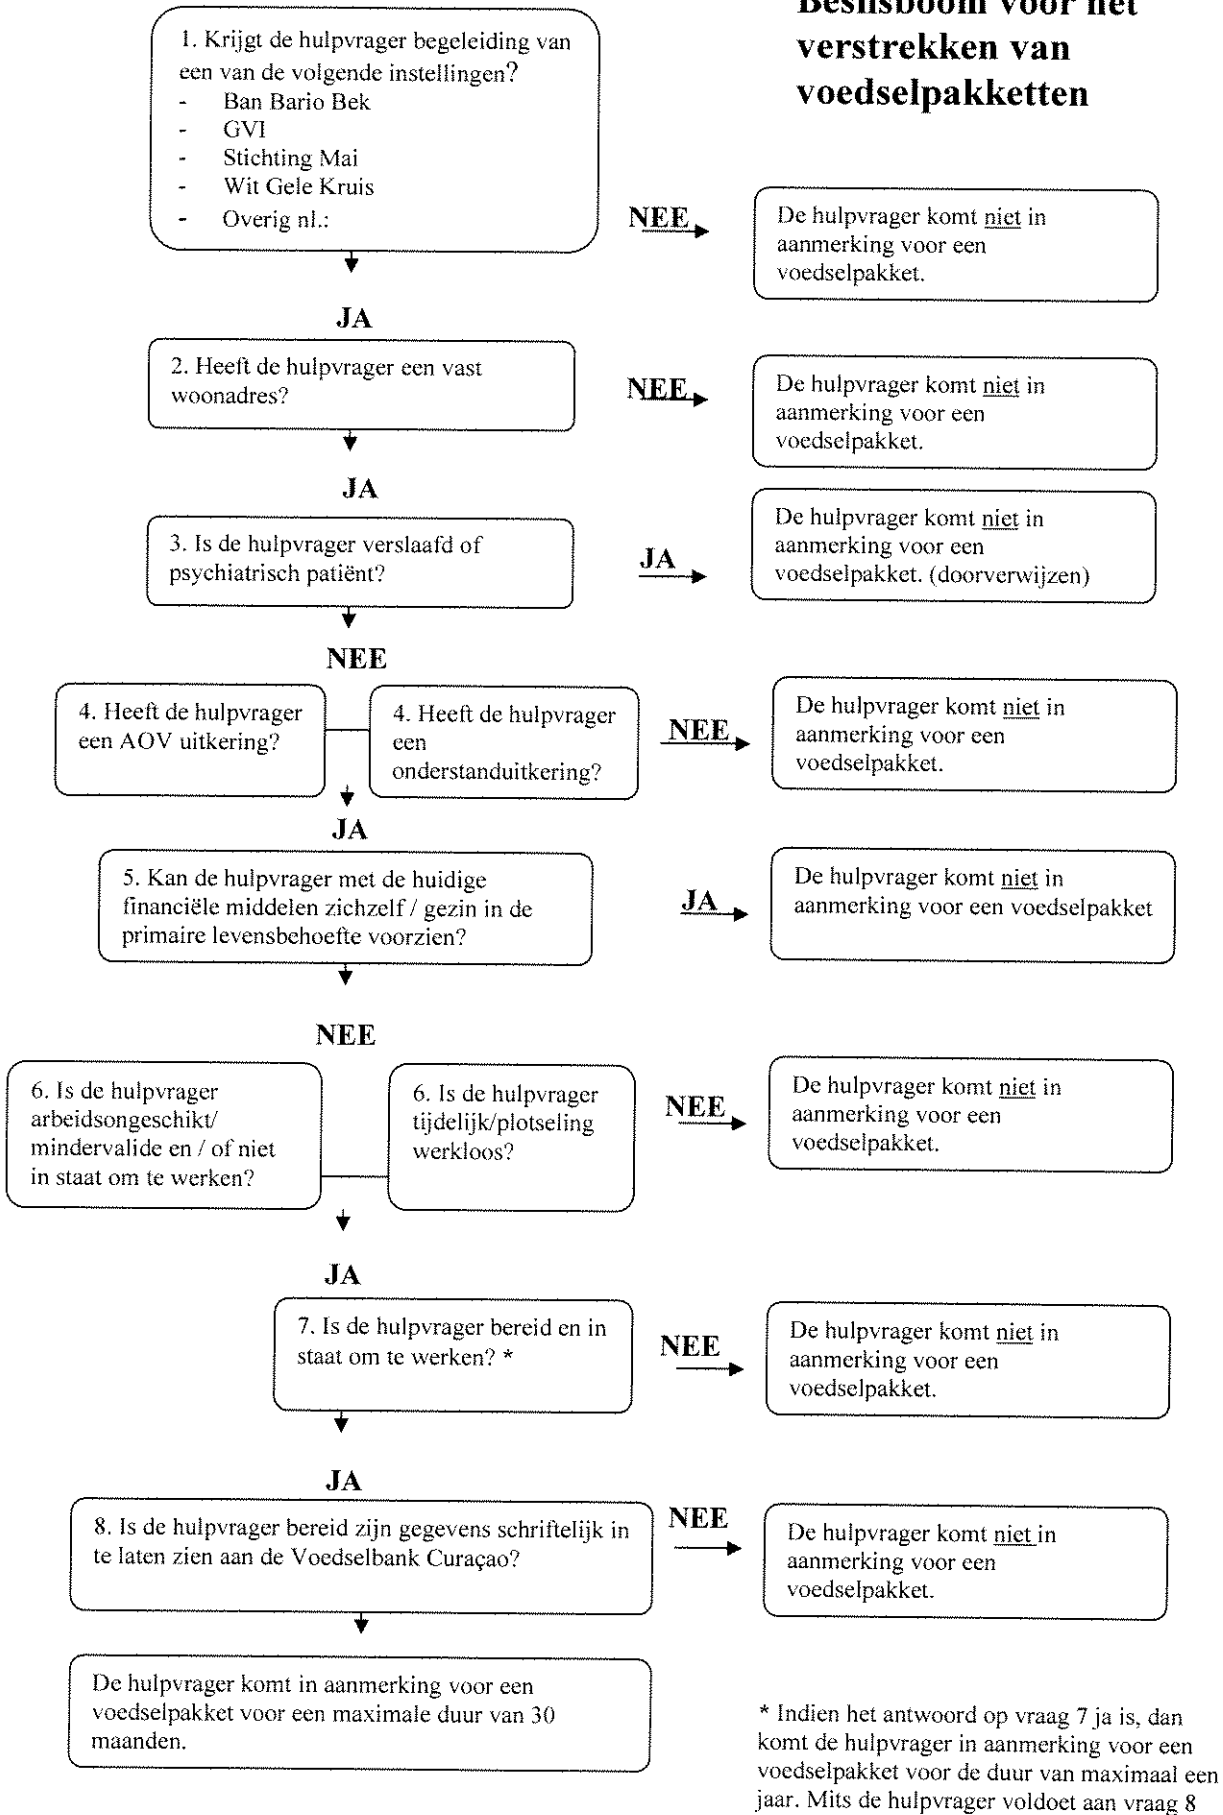 Beslisboom voor het
verstrekken van
voedselpakketten
1. Krijgt de hulpvrager begeleiding van
een van de volgende instellingen?
- Ban Bario Bek
- GVI
- Stichting Mai
- Wit Gele Kruis
- Overig nl.:
NEE
De hulpvrager komt niet in
aanmerking voor een
voedselpakket.
JA
2. Heeft de hulpvrager een vast
woonadres?
NEE
De hulpvrager komt niet in
aanmerking voor een
voedselpakket.
JA
3. Is de hulpvrager verslaafd of
psychiatrisch patiënt?
JA
De hulpvrager komt niet in
aanmerking voor een
voedselpakket. (doorverwijzen)
NEE
4. Heeft de hulpvrager
een AOV uitkering?
4. Heeft de hulpvrager
een
onderstanduitkering?
NEE
De hulpvrager komt niet in
aanmerking voor een
voedselpakket.
JA
5. Kan de hulpvrager met de huidige
financiële middelen zichzelf / gezin in de
primaire levensbehoefte voorzien?
JA
De hulpvrager komt niet in
aanmerking voor een voedselpakket
NEE
6. Is de hulpvrager
arbeidsongeschikt/
mindervalide en / of niet
in staat om te werken?
6. Is de hulpvrager
tijdelijk/plotseling
werkloos?
NEE
De hulpvrager komt niet in
aanmerking voor een
voedselpakket.
JA
7. Is de hulpvrager bereid en in
staat om te werken? *
NEE
De hulpvrager komt niet in
aanmerking voor een
voedselpakket.
JA
8. Is de hulpvrager bereid zijn gegevens schriftelijk in
te laten zien aan de Voedselbank Curaçao?
NEE
De hulpvrager komt niet in
aanmerking voor een
voedselpakket.
De hulpvrager komt in aanmerking voor een
voedselpakket voor een maximale duur van 30
maanden.
* Indien het antwoord op vraag 7 ja is, dan
komt de hulpvrager in aanmerking voor een
voedselpakket voor de duur van maximaal een
jaar. Mits de hulpvrager voldoet aan vraag 8